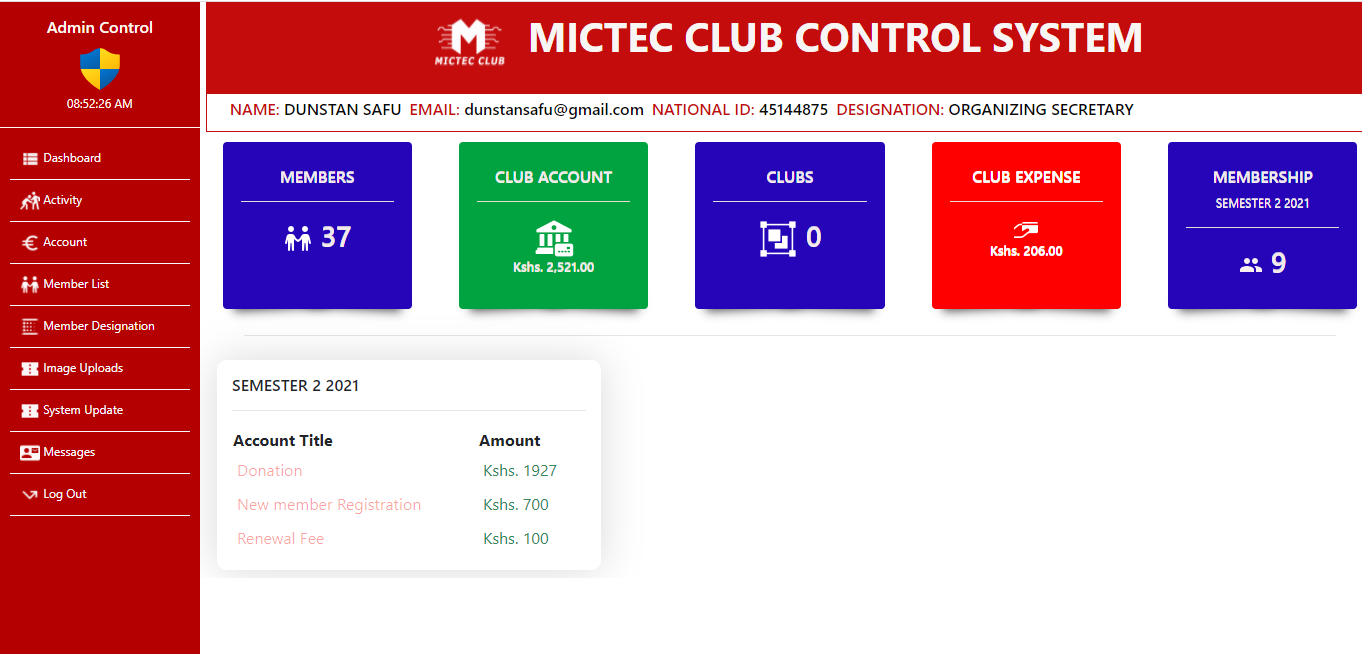 Admin Control
08:52:26 AM
Dashboard
Activity
Account
Member List
Member Designation
Image Uploads
System Update
Messages
Log Out
MICTEC CLUB
MICTEC CLUB CONTROL SYSTEM
NAME: DUNSTAN SAFU EMAIL: dunstansafu@gmail.com NATIONAL ID: 45144875 DESIGNATION: ORGANIZING SECRETARY
MEMBERS
37
CLUB ACCOUNT
Kshs. 2,521.00
CLUBS
0
CLUB EXPENSE
Kshs. 206.00
MEMBERSHIP
SEMESTER 2 2021
9
SEMESTER 2 2021
Account Title Amount
Donation Kshs. 1927
New member Registration Kshs. 700
Renewal Fee Kshs. 100